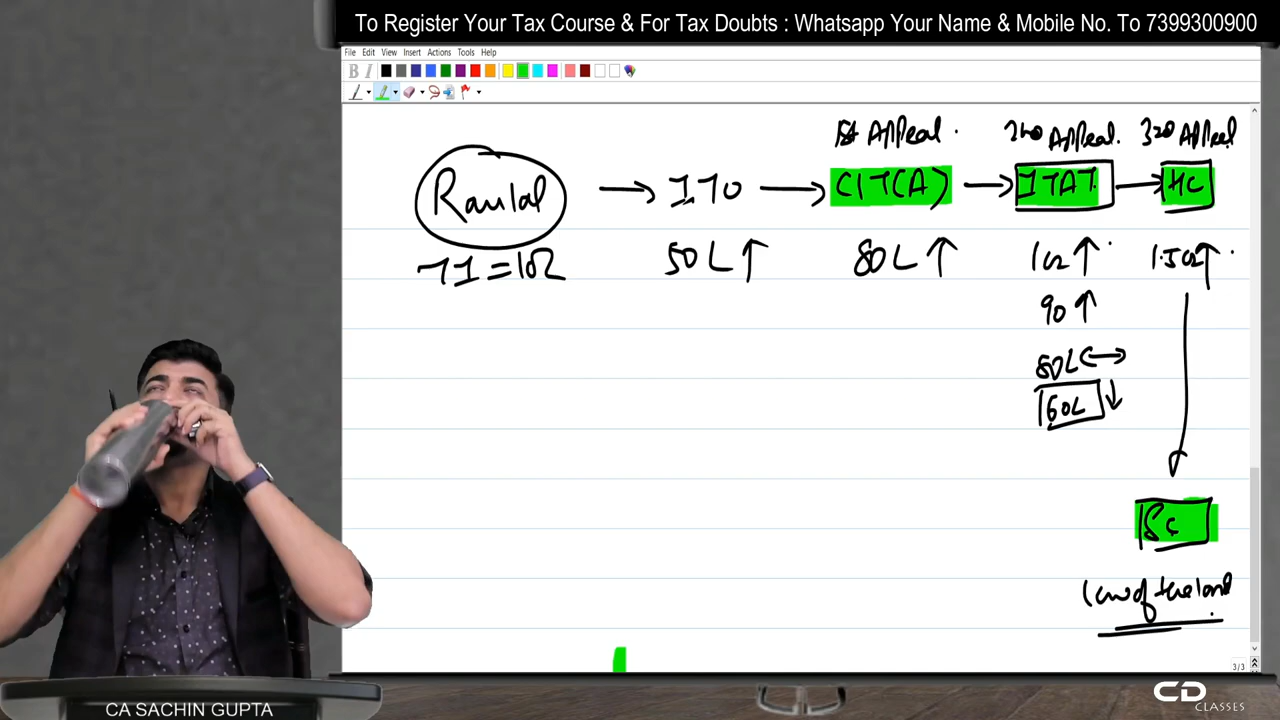 To Register Your Tax Course & For Tax Doubts : Whatsapp Your Name & Mobile No. To 7399300900
File Edit View Insert Actions Tools Help
1st Appeal. 2nd Appeal. 3rd Appeal
Ramlal → ITO → CIT(A) → ITAT → HC
TI = 10L 50L ↑ 80L ↑ 1cr ↑ 1.5cr ↑
90 ↑
80L ↔
60L ↓
SC
law of the land
3/3
CA SACHIN GUPTA
CD CLASSES